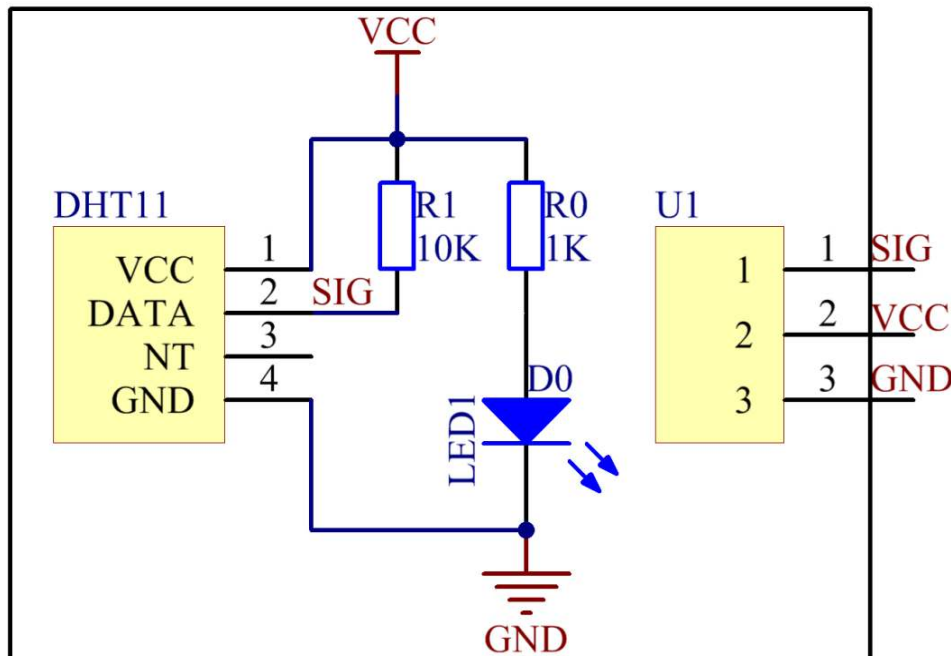 VCC
DHT11
VCC 1
DATA 2
NT 3
GND 4
SIG
R1
10K
R0
1K
D0
LED1
GND
U1
1 1 SIG
2 2 VCC
3 3 GND